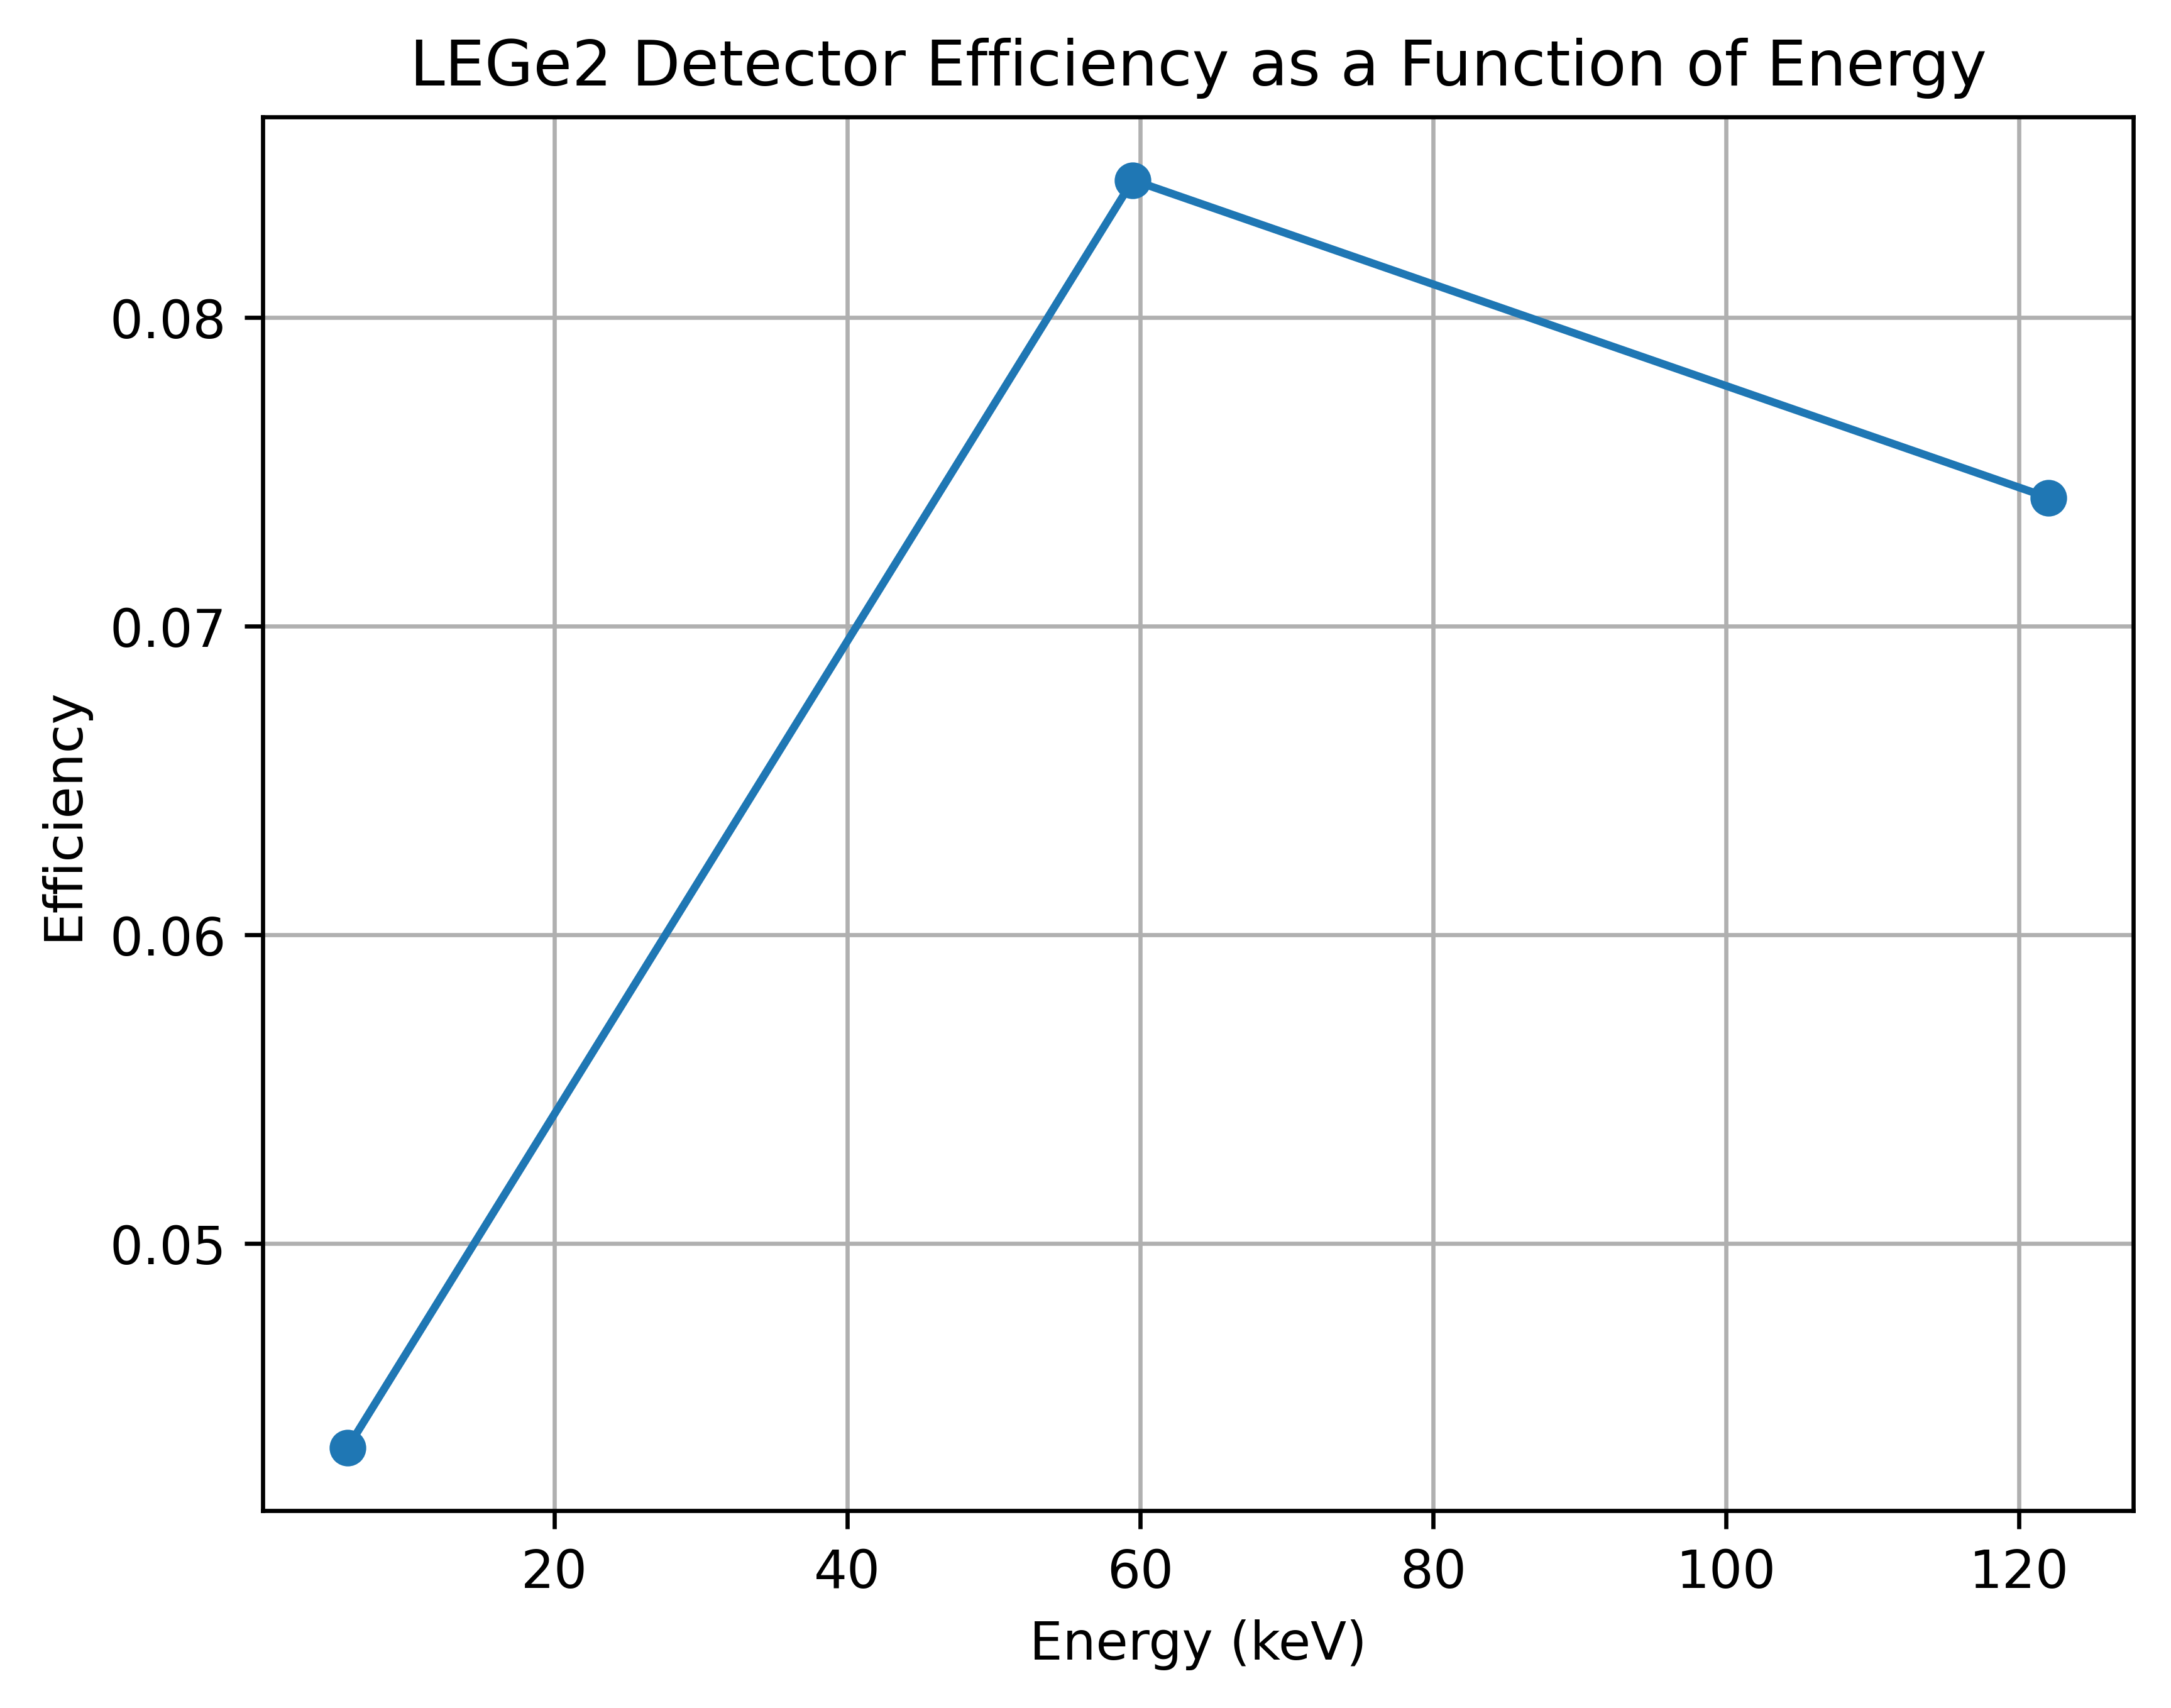 LEGe2 Detector Efficiency as a Function of Energy
Efficiency
0.08
0.07
0.06
0.05
20 40 60 80 100 120
Energy (keV)